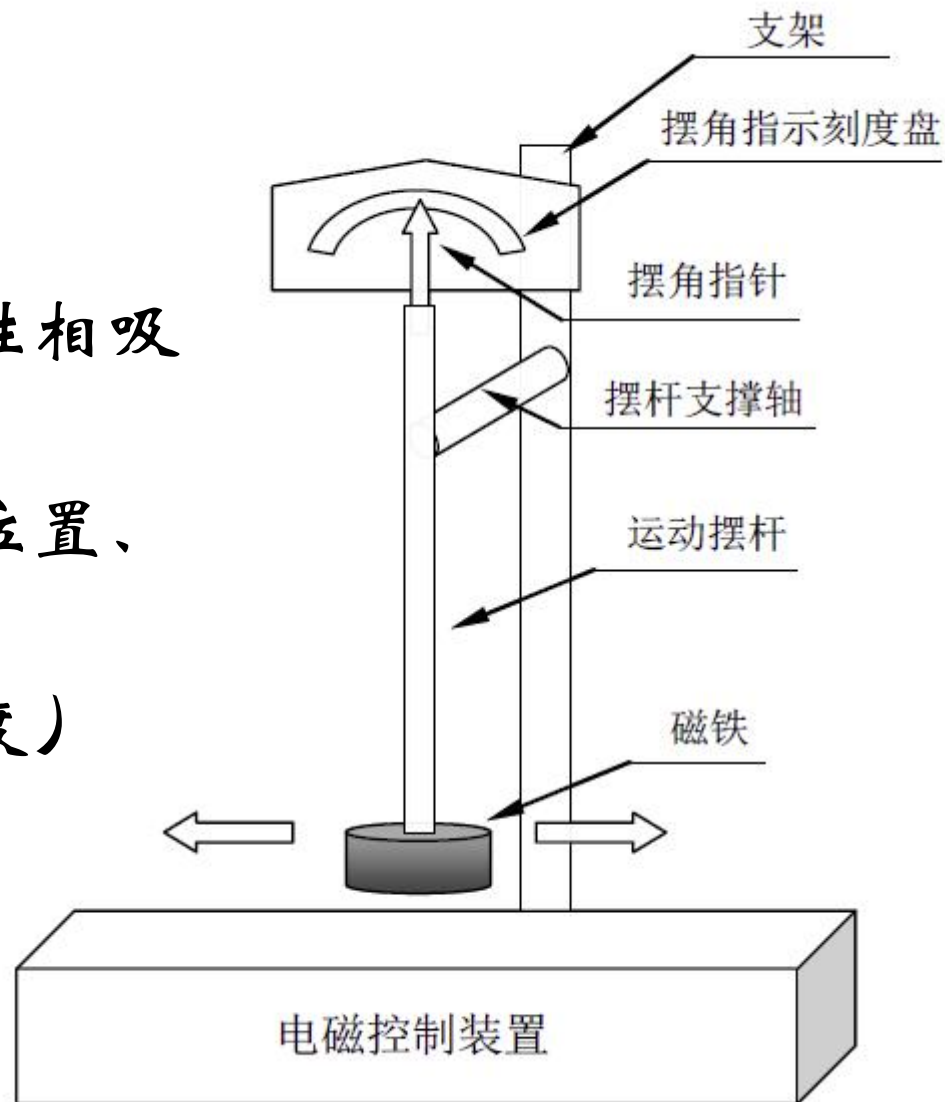 支架
摆角指示刻度盘
摆角指针
性相吸
摆杆支撑轴
位置、
运动摆杆
度）
磁铁
电磁控制装置